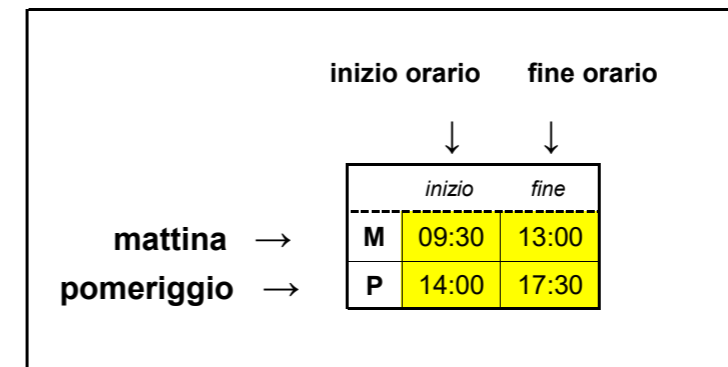 inizio orario fine orario
↓ ↓
inizio fine
mattina → M 09:30 13:00
pomeriggio → P 14:00 17:30